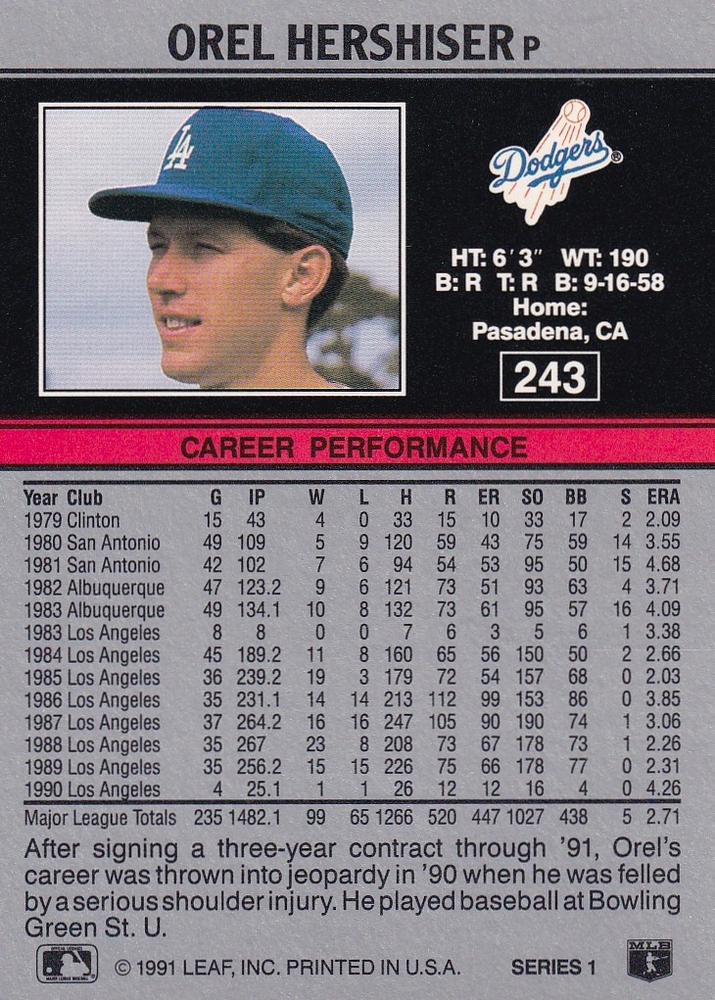 OREL HERSHISER P
LA
Dodgers ®
HT: 6'3" WT: 190
B: R T: R B: 9-16-58
Home:
Pasadena, CA
243
CAREER PERFORMANCE
Year Club G IP W L H R ER SO BB S ERA
1979 Clinton 15 43 4 0 33 15 10 33 17 2 2.09
1980 San Antonio 49 109 5 9 120 59 43 75 59 14 3.55
1981 San Antonio 42 102 7 6 94 54 53 95 50 15 4.68
1982 Albuquerque 47 123.2 9 6 121 73 51 93 63 4 3.71
1983 Albuquerque 49 134.1 10 8 132 73 61 95 57 16 4.09
1983 Los Angeles 8 8 0 0 7 6 3 5 6 1 3.38
1984 Los Angeles 45 189.2 11 8 160 65 56 150 50 2 2.66
1985 Los Angeles 36 239.2 19 3 179 72 54 157 68 0 2.03
1986 Los Angeles 35 231.1 14 14 213 112 99 153 86 0 3.85
1987 Los Angeles 37 264.2 16 16 247 105 90 190 74 1 3.06
1988 Los Angeles 35 267 23 8 208 73 67 178 73 1 2.26
1989 Los Angeles 35 256.2 15 15 226 75 66 178 77 0 2.31
1990 Los Angeles 4 25.1 1 1 26 12 12 16 4 0 4.26
Major League Totals 235 1482.1 99 65 1266 520 447 1027 438 5 2.71
After signing a three-year contract through '91, Orel's
career was thrown into jeopardy in '90 when he was felled
by a serious shoulder injury. He played baseball at Bowling
Green St. U.
© 1991 LEAF, INC. PRINTED IN U.S.A. SERIES 1
MLB